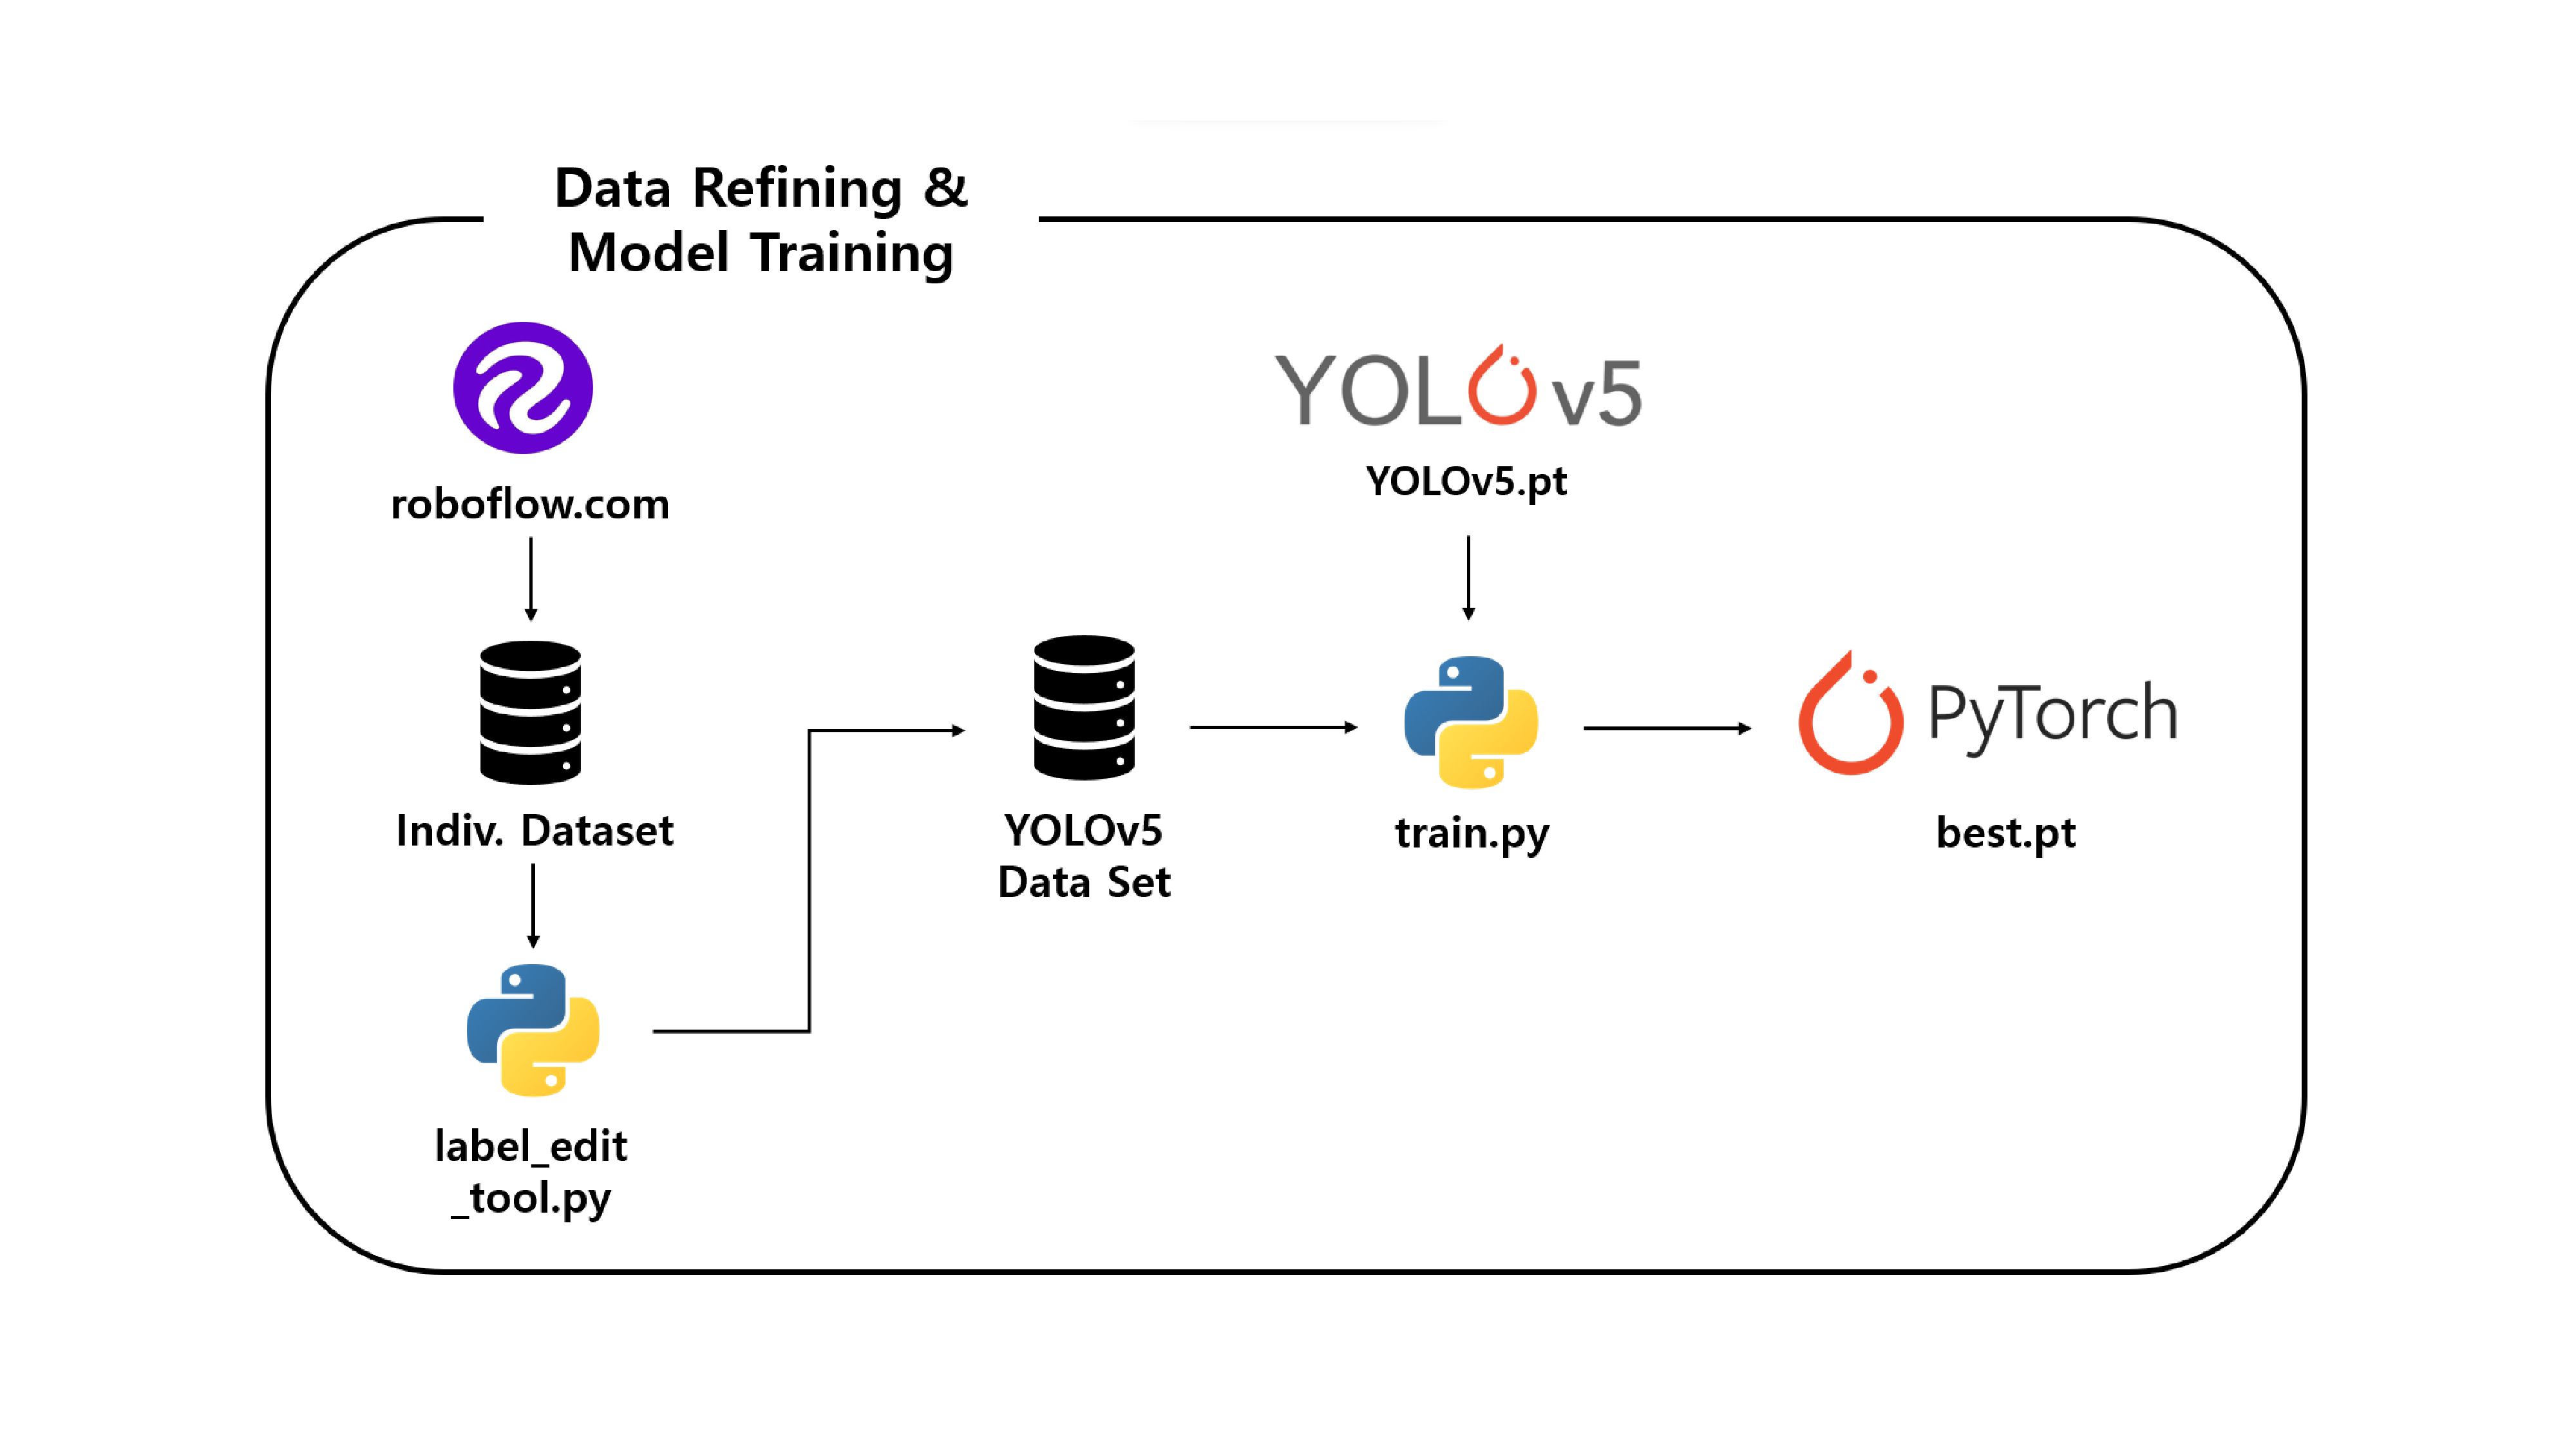 Data Refining &
Model Training
roboflow.com
Indiv. Dataset
label_edit
_tool.py
YOLOv5
Data Set
YOLOv5
YOLOv5.pt
train.py
PyTorch
best.pt